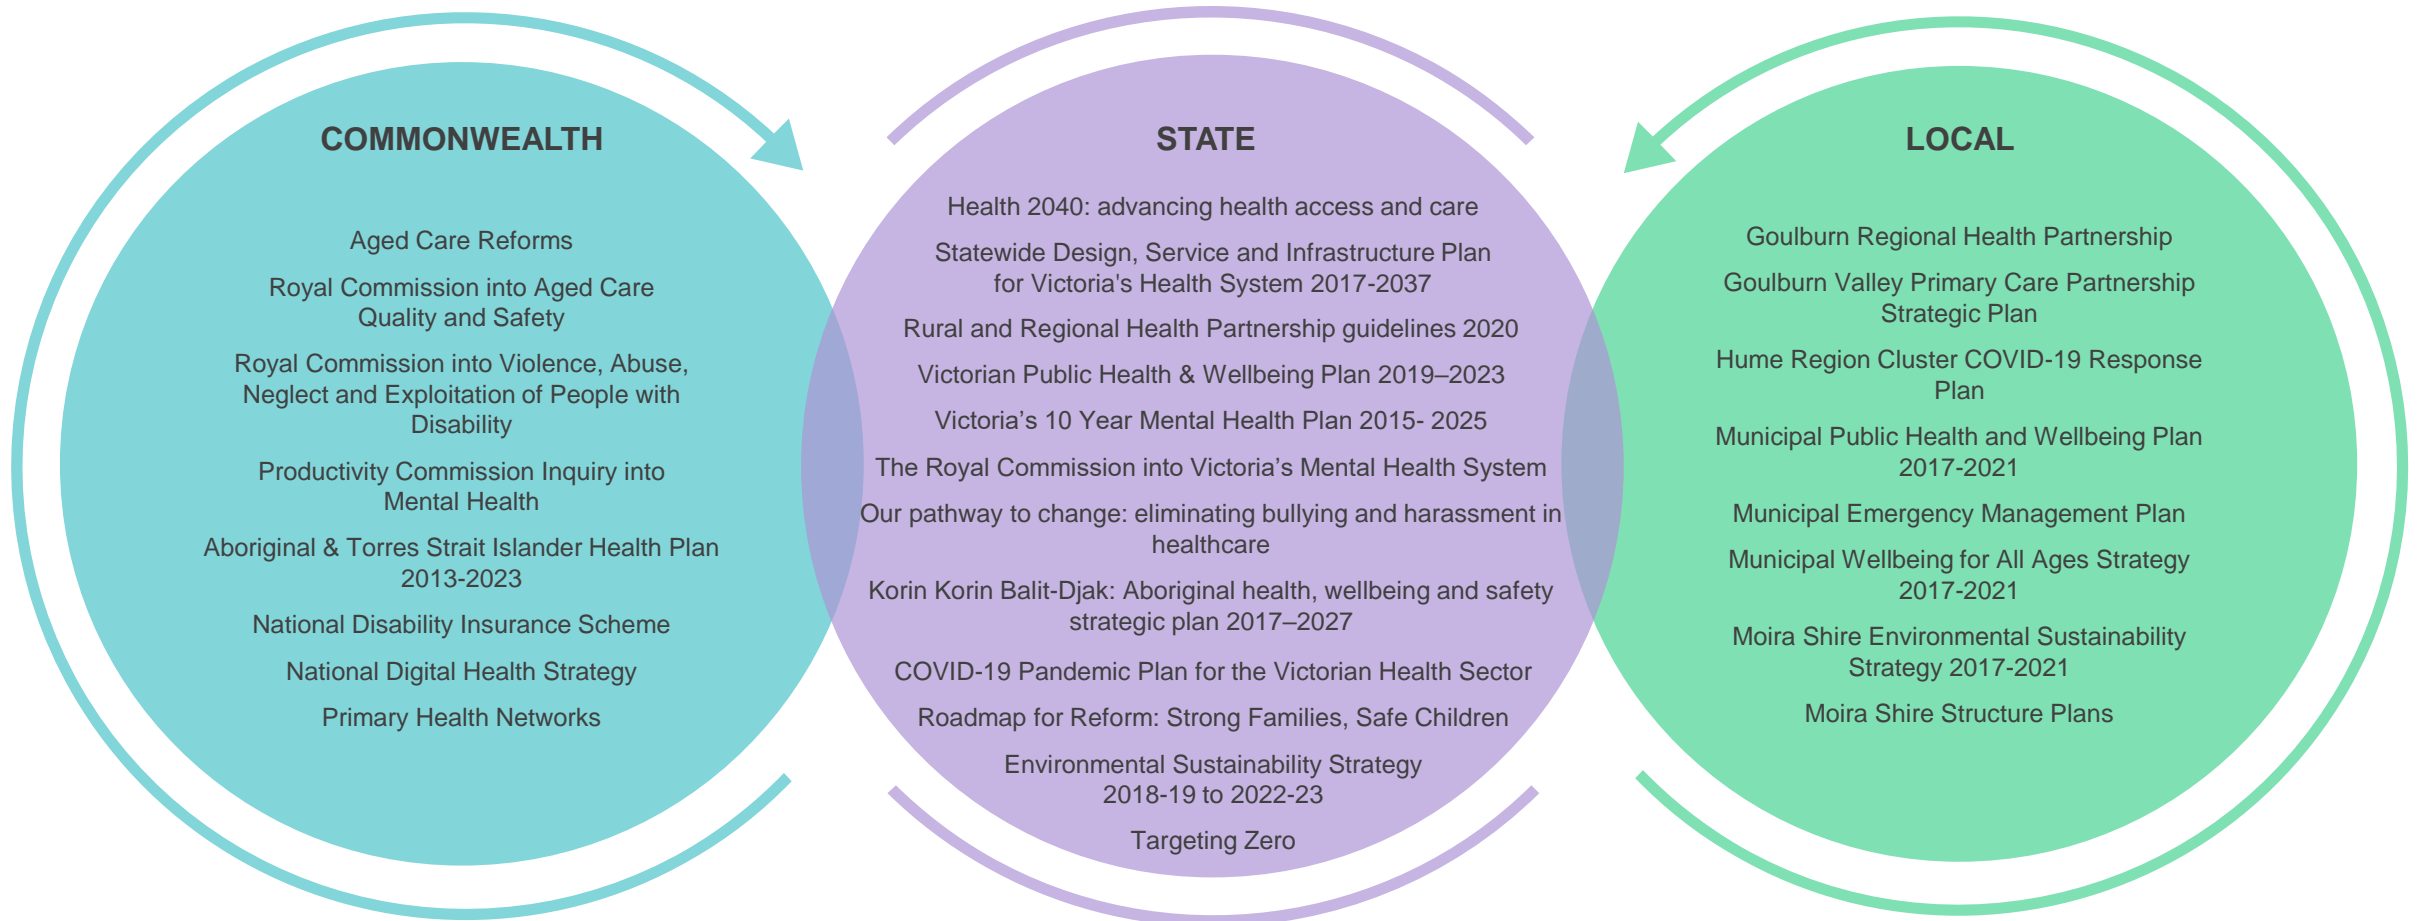 COMMONWEALTH
Aged Care Reforms
Royal Commission into Aged Care
Quality and Safety
Royal Commission into Violence, Abuse,
Neglect and Exploitation of People with
Disability
Productivity Commission Inquiry into
Mental Health
Aboriginal & Torres Strait Islander Health Plan
2013-2023
National Disability Insurance Scheme
National Digital Health Strategy
Primary Health Networks
STATE
Health 2040: advancing health access and care
Statewide Design, Service and Infrastructure Plan
for Victoria's Health System 2017-2037
Rural and Regional Health Partnership guidelines 2020
Victorian Public Health & Wellbeing Plan 2019–2023
Victoria’s 10 Year Mental Health Plan 2015- 2025
The Royal Commission into Victoria’s Mental Health System
Our pathway to change: eliminating bullying and harassment in
healthcare
Korin Korin Balit-Djak: Aboriginal health, wellbeing and safety
strategic plan 2017–2027
COVID-19 Pandemic Plan for the Victorian Health Sector
Roadmap for Reform: Strong Families, Safe Children
Environmental Sustainability Strategy
2018-19 to 2022-23
Targeting Zero
LOCAL
Goulburn Regional Health Partnership
Goulburn Valley Primary Care Partnership
Strategic Plan
Hume Region Cluster COVID-19 Response
Plan
Municipal Public Health and Wellbeing Plan
2017-2021
Municipal Emergency Management Plan
Municipal Wellbeing for All Ages Strategy
2017-2021
Moira Shire Environmental Sustainability
Strategy 2017-2021
Moira Shire Structure Plans